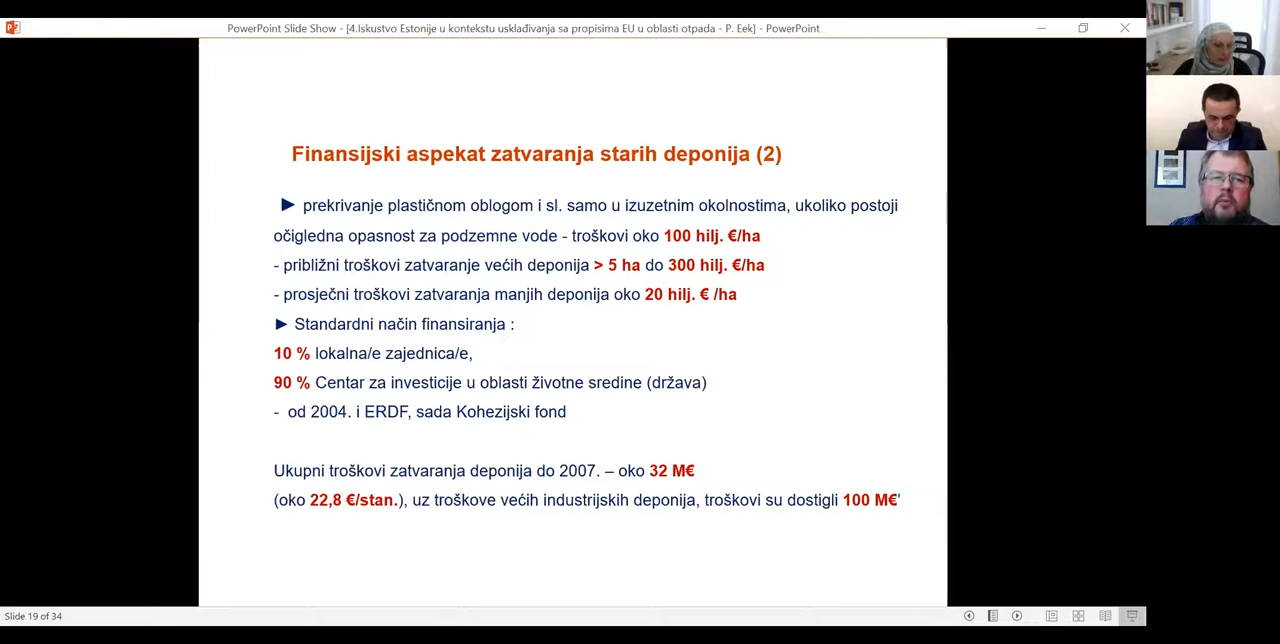 PowerPoint Slide Show - [4.Iskustvo Estonije u kontekstu usklađivanja sa propisima EU u oblasti otpada - P. Eek] - PowerPoint
Finansijski aspekat zatvaranja starih deponija (2)
► prekrivanje plastičnom oblogom i sl. samo u izuzetnim okolnostima, ukoliko postoji
očigledna opasnost za podzemne vode - troškovi oko 100 hilj. €/ha
- približni troškovi zatvaranje većih deponija > 5 ha do 300 hilj. €/ha
- prosječni troškovi zatvaranja manjih deponija oko 20 hilj. € /ha
► Standardni način finansiranja :
10 % lokalna/e zajednica/e,
90 % Centar za investicije u oblasti životne sredine (država)
- od 2004. i ERDF, sada Kohezijski fond
Ukupni troškovi zatvaranja deponija do 2007. – oko 32 M€
(oko 22,8 €/stan.), uz troškove većih industrijskih deponija, troškovi su dostigli 100 M€'
Slide 19 of 34